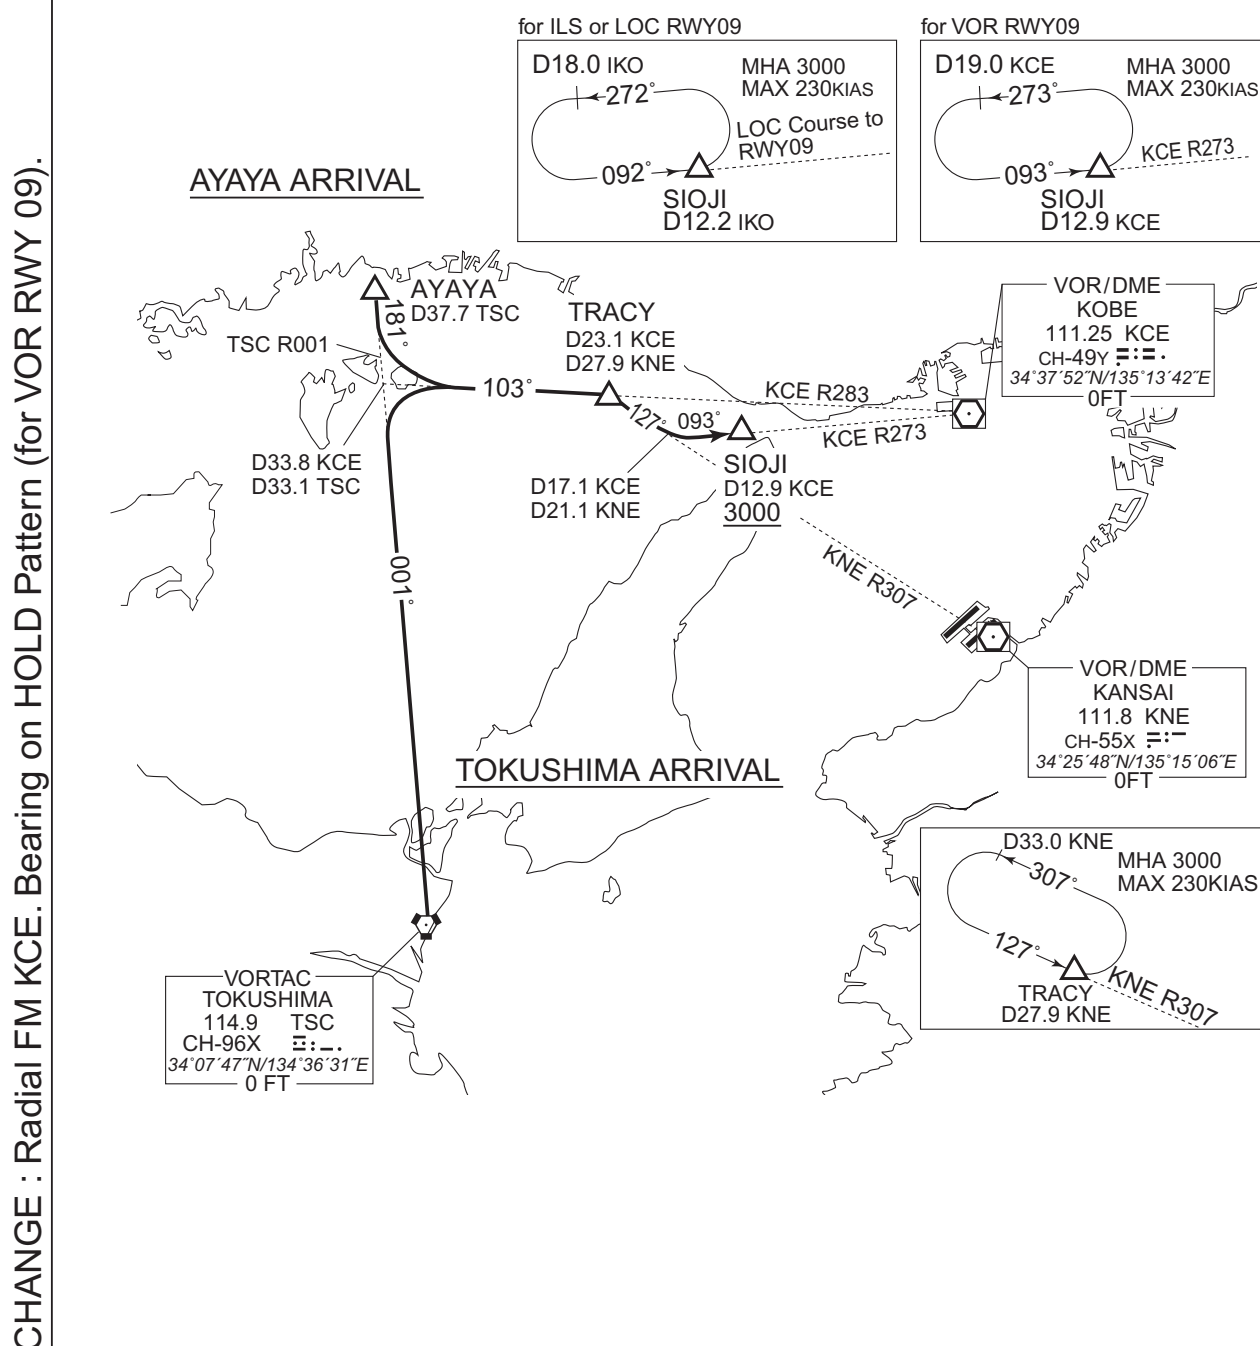 CHANGE : Radial FM KCE. Bearing on HOLD Pattern (for VOR RWY 09).
for ILS or LOC RWY09
D18.0 IKO
MHA 3000
MAX 230KIAS
272°
LOC Course to
RWY09
092°
SIOJI
D12.2 IKO
for VOR RWY09
D19.0 KCE
MHA 3000
MAX 230KIAS
273°
KCE R273
093°
SIOJI
D12.9 KCE
AYAYA ARRIVAL
AYAYA
D37.7 TSC
181°
TSC R001
TRACY
D23.1 KCE
D27.9 KNE
103°
KCE R283
127°
093°
KCE R273
D33.8 KCE
D33.1 TSC
D17.1 KCE
D21.1 KNE
SIOJI
D12.9 KCE
3000
VOR/DME
KOBE
111.25 KCE
CH-49Y
34°37´52˝N/135°13´42˝E
0FT
001°
KNE R307
VOR/DME
KANSAI
111.8 KNE
CH-55X
34°25´48˝N/135°15´06˝E
0FT
TOKUSHIMA ARRIVAL
D33.0 KNE
MHA 3000
MAX 230KIAS
307°
127°
TRACY
D27.9 KNE
KNE R307
VORTAC
TOKUSHIMA
114.9 TSC
CH-96X
34°07´47˝N/134°36´31˝E
0 FT